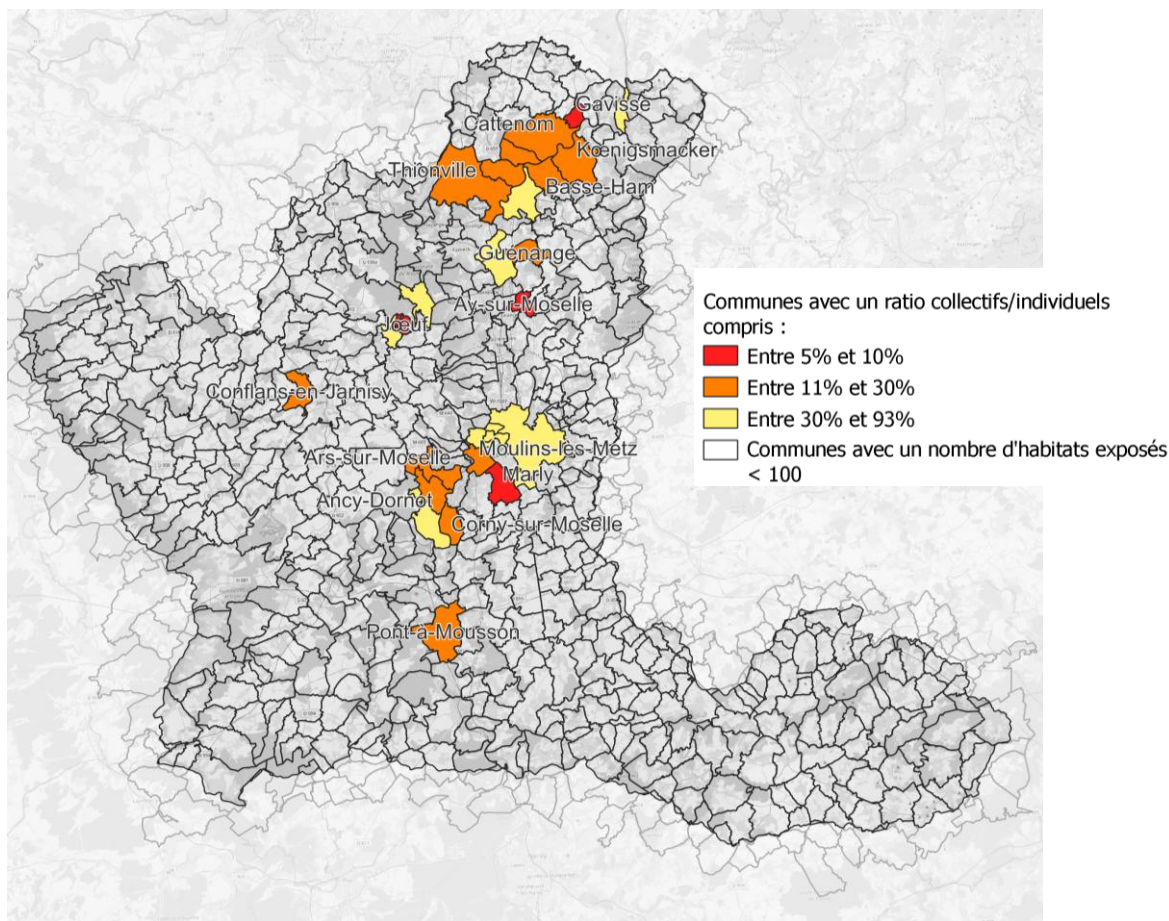 Gavisse
Cattenom
Kœnigsmacker
Thionville
Basse-Ham
Guénange
Ay-sur-Moselle
Jœuf
Conflans-en-Jarnisy
Ars-sur-Moselle
Moulins-lès-Metz
Marly
Ancy-Dornot
Corny-sur-Moselle
Pont-à-Mousson
Communes avec un ratio collectifs/individuels
compris :
Entre 5% et 10%
Entre 11% et 30%
Entre 30% et 93%
Communes avec un nombre d'habitats exposés
< 100